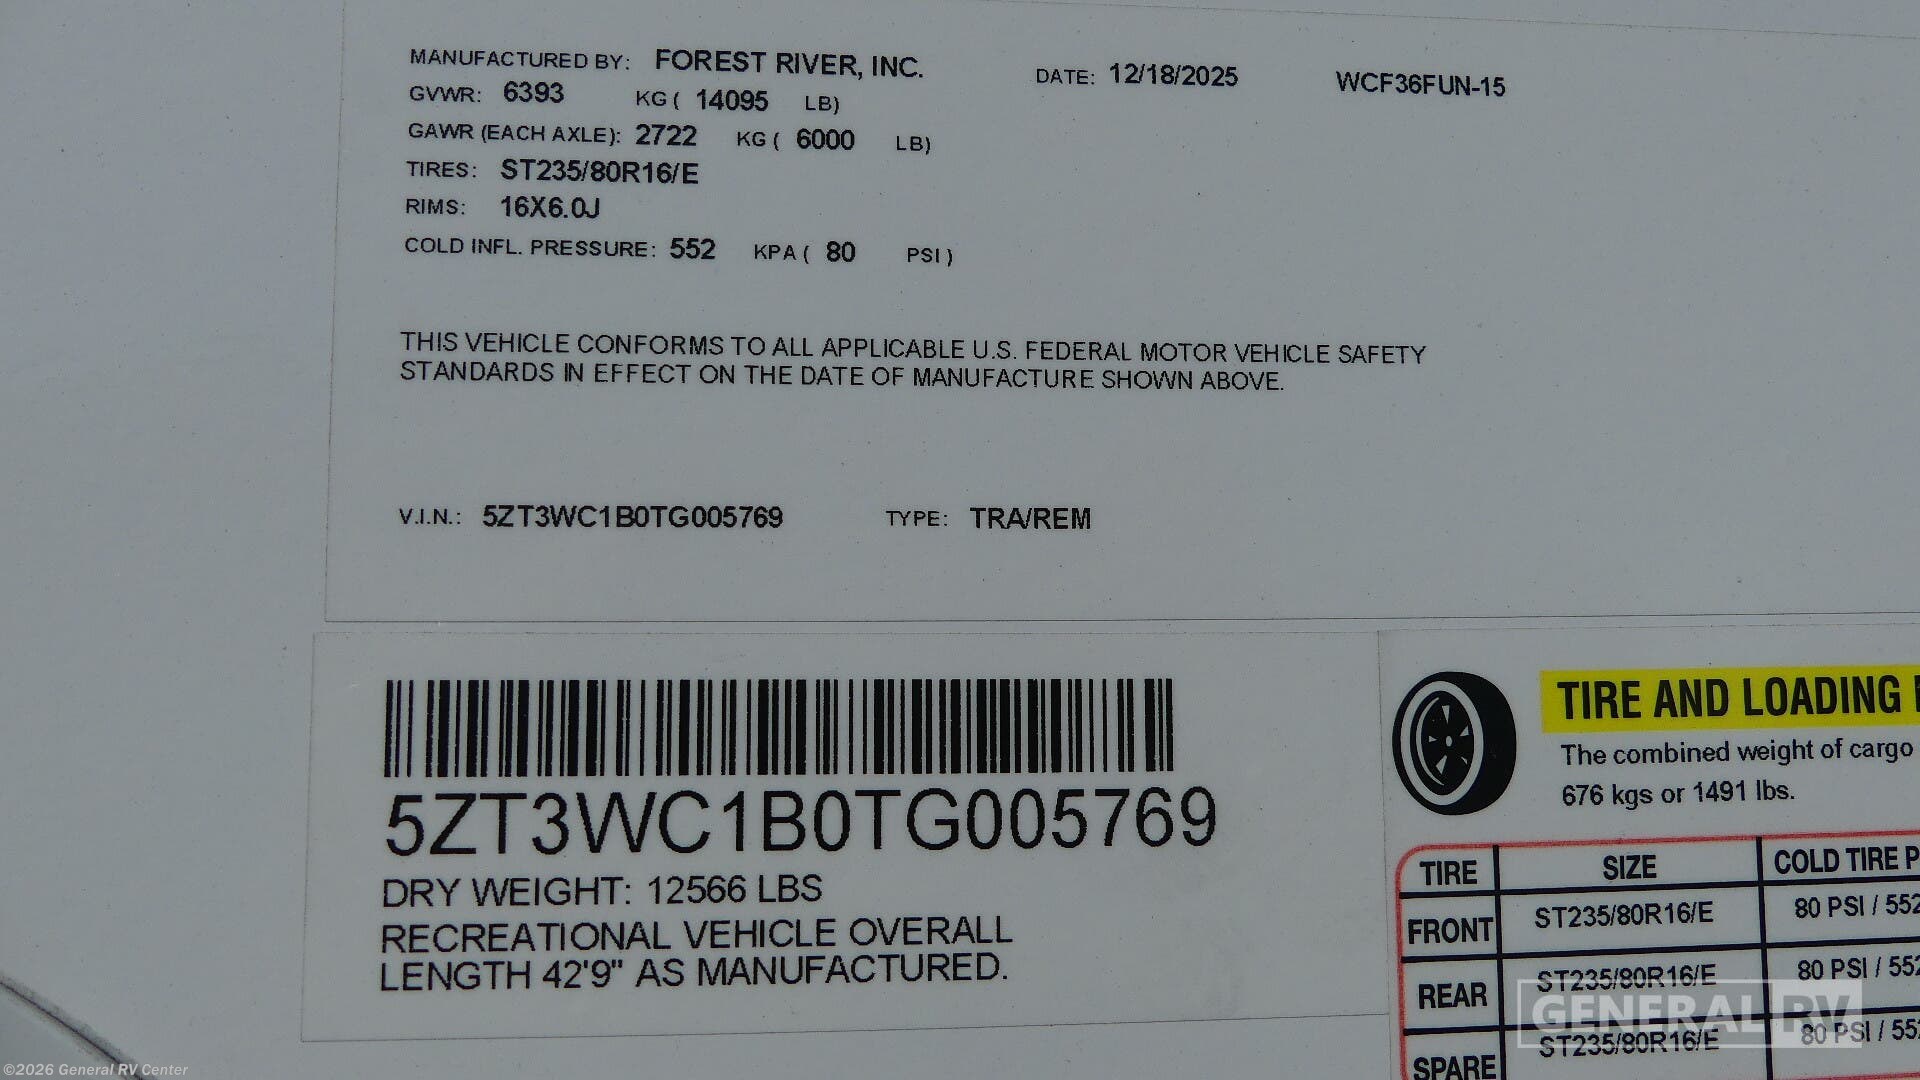 MANUFACTURED BY: FOREST RIVER, INC. DATE: 12/18/2025 WCF36FUN-15
GVWR: 6393 KG ( 14095 LB)
GAWR (EACH AXLE): 2722 KG ( 6000 LB)
TIRES: ST235/80R16/E
RIMS: 16X6.0J
COLD INFL. PRESSURE: 552 KPA ( 80 PSI )
THIS VEHICLE CONFORMS TO ALL APPLICABLE U.S. FEDERAL MOTOR VEHICLE SAFETY
STANDARDS IN EFFECT ON THE DATE OF MANUFACTURE SHOWN ABOVE.
V.I.N.: 5ZT3WC1B0TG005769 TYPE: TRA/REM
5ZT3WC1B0TG005769
DRY WEIGHT: 12566 LBS
RECREATIONAL VEHICLE OVERALL
LENGTH 42'9" AS MANUFACTURED.
TIRE AND LOADING
The combined weight of cargo
676 kgs or 1491 lbs.
TIRE SIZE COLD TIRE P
FRONT ST235/80R16/E 80 PSI / 552
REAR ST235/80R16/E 80 PSI / 552
SPARE ST235/80R16/E 80 PSI / 55
GENERAL RV
©2026 General RV Center